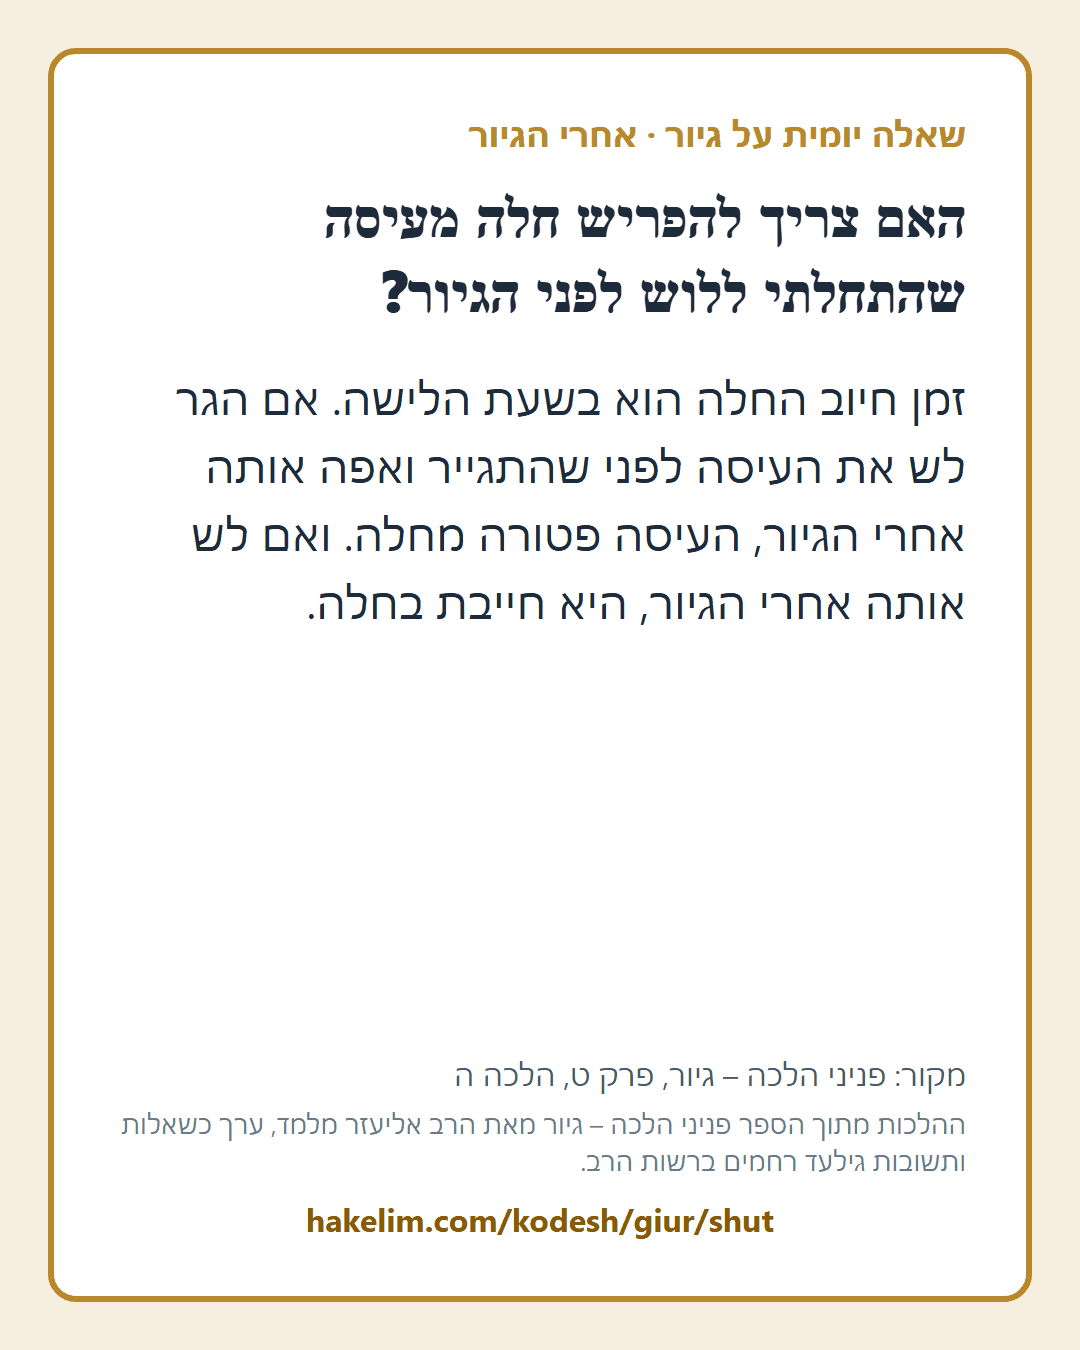 שאלה יומית על גיור · אחרי הגיור
האם צריך להפריש חלה מעיסה
שהתחלתי ללוש לפני הגיור?
זמן חיוב החלה הוא בשעת הלישה. אם הגר
לש את העיסה לפני שהתגייר ואפה אותה
אחרי הגיור, העיסה פטורה מחלה. ואם לש
אותה אחרי הגיור, היא חייבת בחלה.
מקור: פניני הלכה – גיור, פרק ט, הלכה ה
ההלכות מתוך הספר פניני הלכה – גיור מאת הרב אליעזר מלמד, ערך כשאלות
ותשובות גילעד רחמים ברשות הרב.
hakelim.com/kodesh/giur/shut